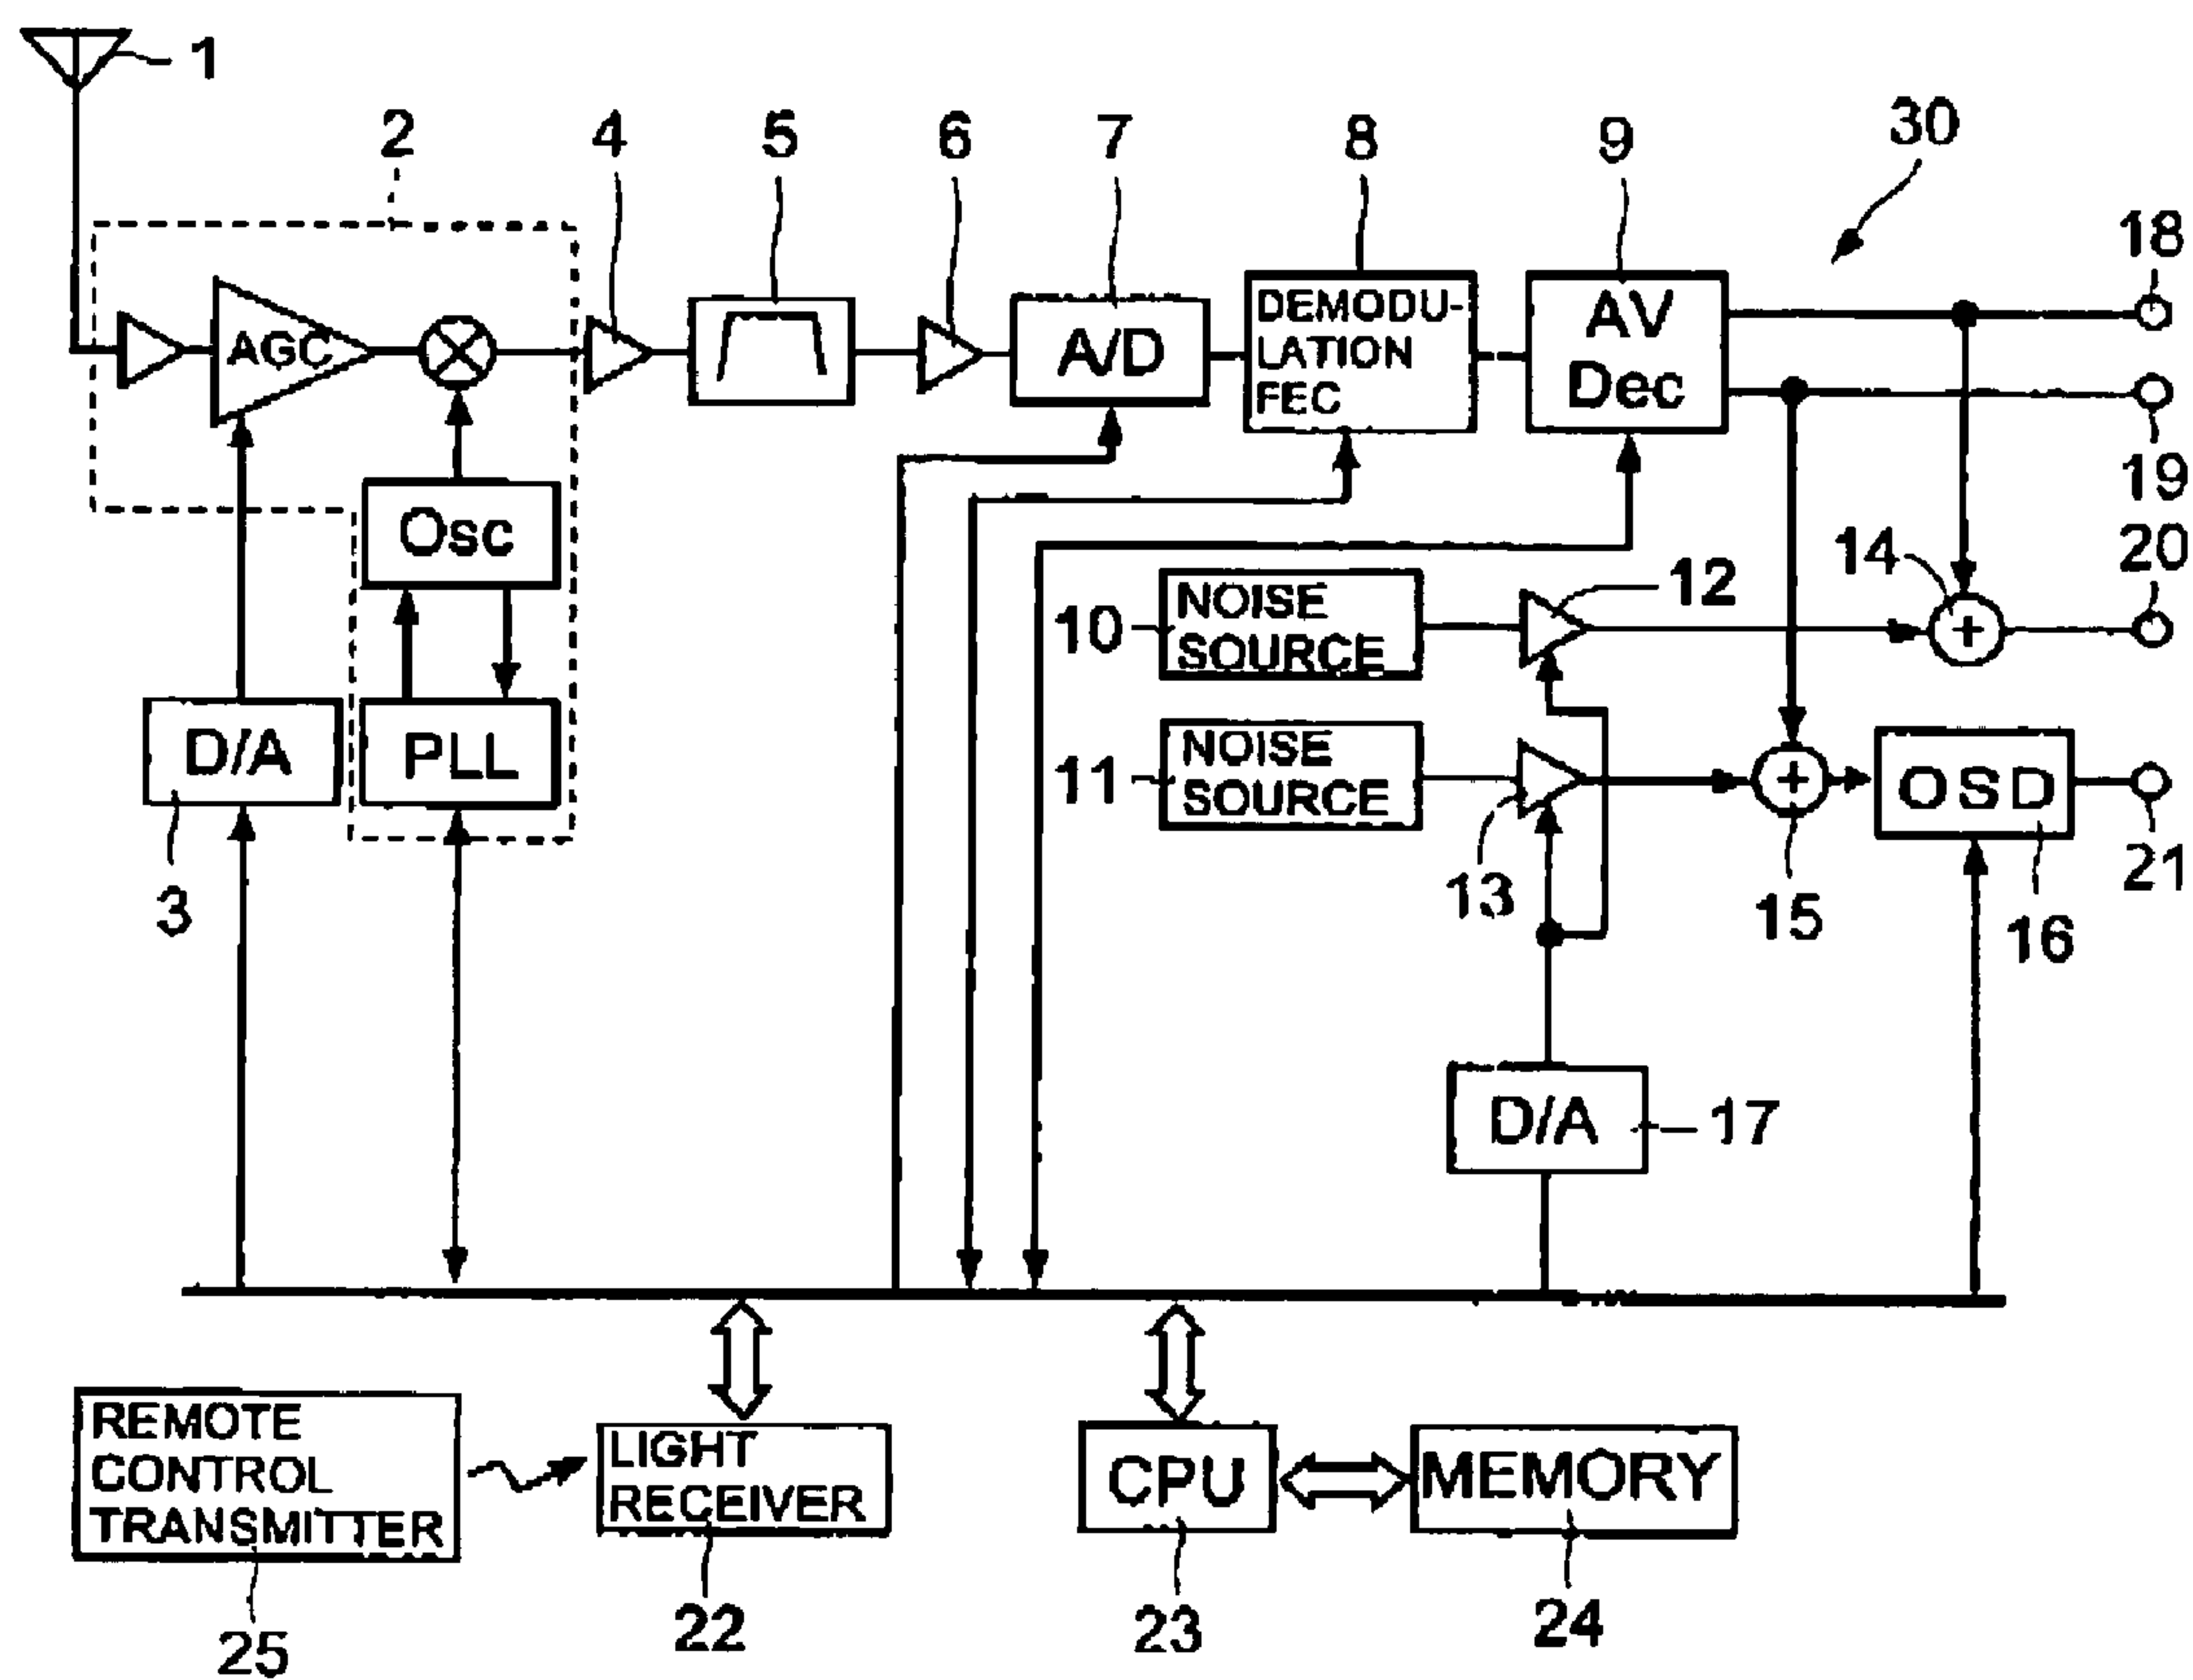 1
2
4
5
6
7
8
9
30
18
AGC
A/D
DEMODU-
LATION
FEC
AV
Dec
19
20
Osc
NOISE
SOURCE
10
12
14
+
D/A
PLL
NOISE
SOURCE
11
+
OSD
3
13
15
16
21
D/A
17
REMOTE
CONTROL
TRANSMITTER
LIGHT
RECEIVER
CPU
MEMORY
25
22
23
24